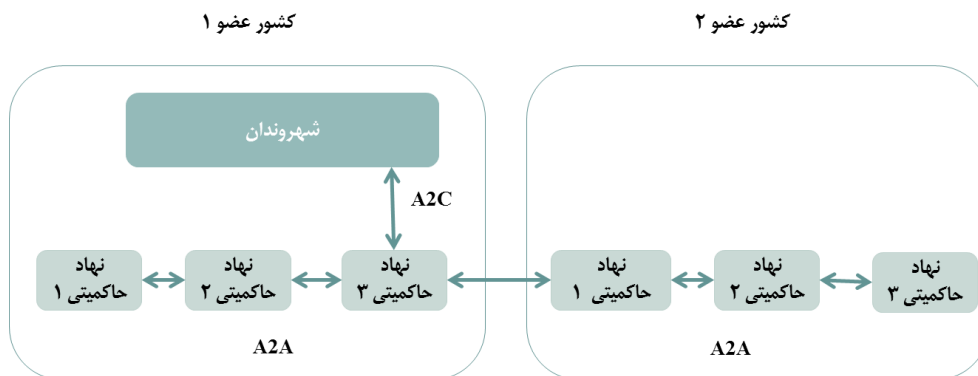 کشور عضو ۱
کشور عضو ۲
شهروندان
A2C
نهاد
حاکمیتی ۱
نهاد
حاکمیتی ۲
نهاد
حاکمیتی ۳
نهاد
حاکمیتی ۱
نهاد
حاکمیتی ۲
نهاد
حاکمیتی ۳
A2A
A2A